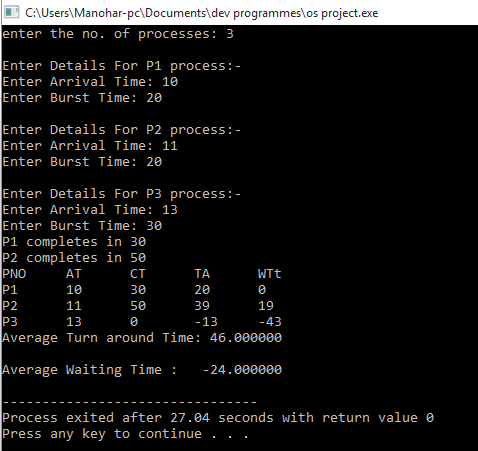 C:\Users\Manohar-pc\Documents\dev programmes\os project.exe
enter the no. of processes: 3
Enter Details For P1 process:-
Enter Arrival Time: 10
Enter Burst Time: 20
Enter Details For P2 process:-
Enter Arrival Time: 11
Enter Burst Time: 20
Enter Details For P3 process:-
Enter Arrival Time: 13
Enter Burst Time: 30
P1 completes in 30
P2 completes in 50
PNO AT CT TA WTt
P1 10 30 20 0
P2 11 50 39 19
P3 13 0 -13 -43
Average Turn around Time: 46.000000
Average Waiting Time : -24.000000
--------------------------------
Process exited after 27.04 seconds with return value 0
Press any key to continue . . .